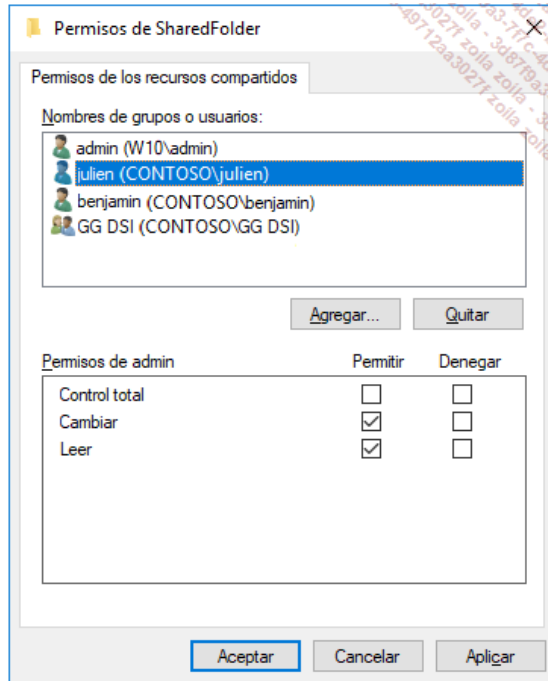 Permisos de SharedFolder
Permisos de los recursos compartidos
Nombres de grupos o usuarios:
admin (W10\admin)
julien (CONTOSO\julien)
benjamin (CONTOSO\benjamin)
GG DSI (CONTOSO\GG DSI)
Agregar... Quitar
Permisos de admin Permitir Denegar
Control total
Cambiar
Leer
Aceptar Cancelar Aplicar